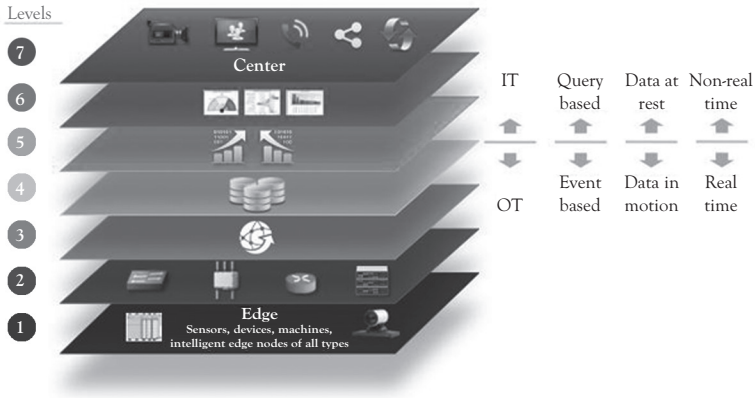 Levels
7
6
5
4
3
2
1
Center
Edge
Sensors, devices, machines,
intelligent edge nodes of all types
IT
Query
based
Data at
rest
Non-real
time
OT
Event
based
Data in
motion
Real
time